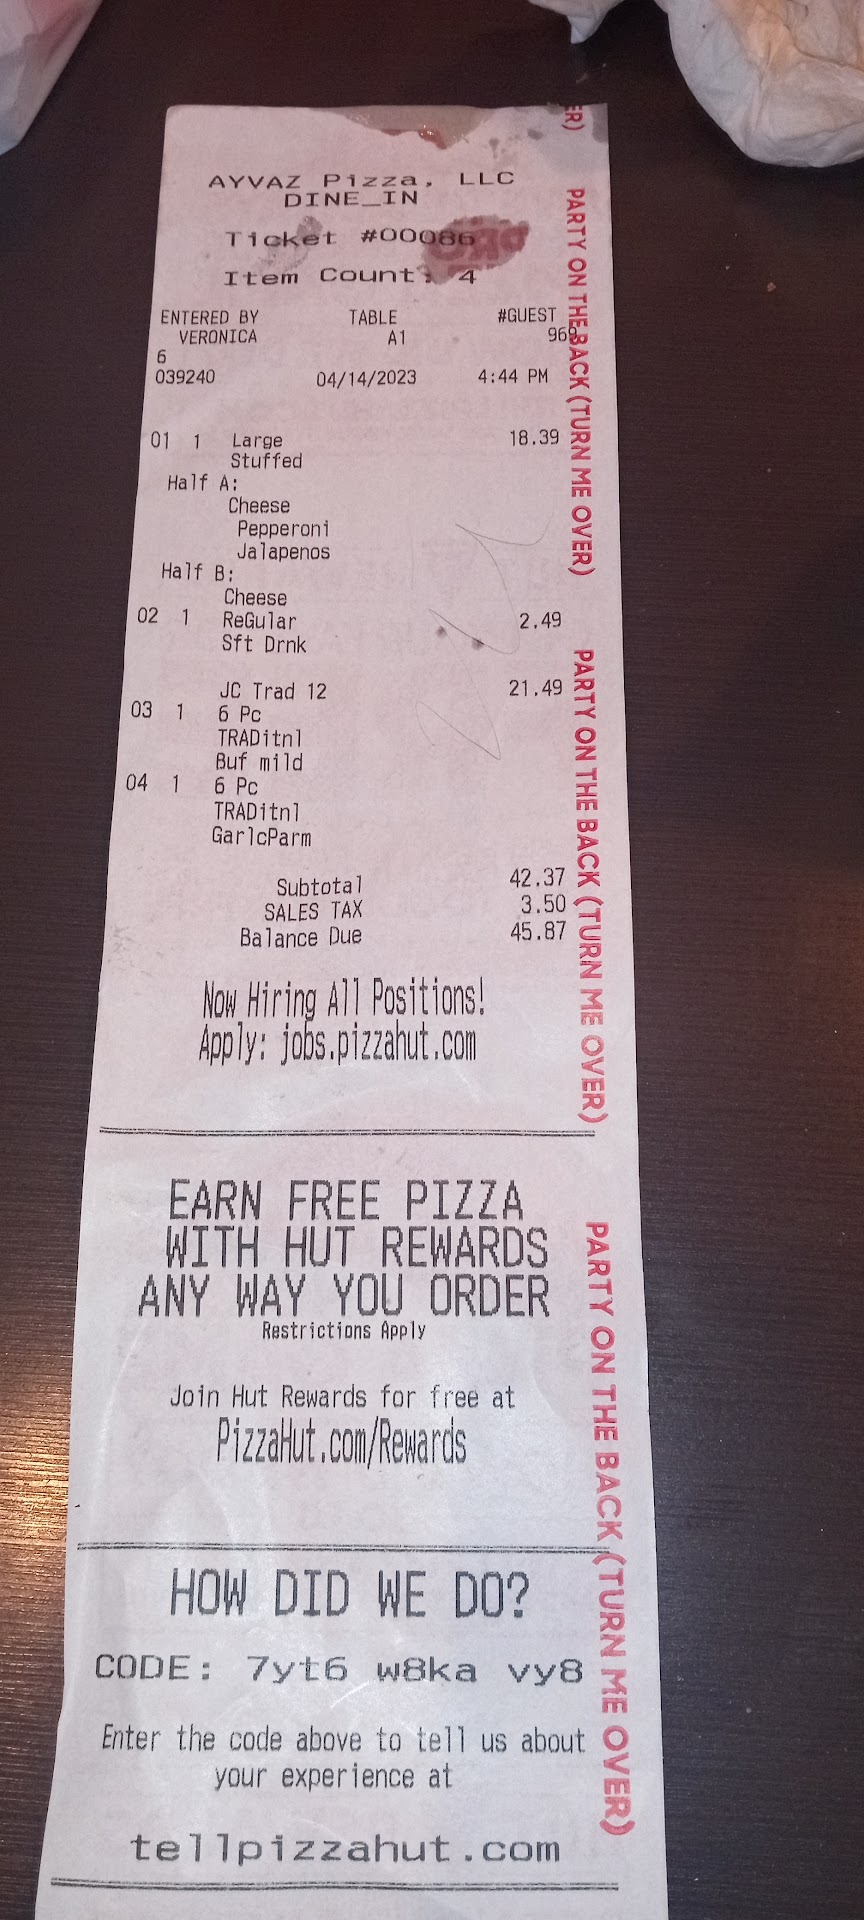 AYVAZ Pizza, LLC
DINE_IN
Ticket #00086
Item Count: 4
ENTERED BY TABLE #GUEST
VERONICA A1 969
6
039240 04/14/2023 4:44 PM
01 1 Large 18.39
Stuffed
Half A:
Cheese
Pepperoni
Jalapenos
Half B:
Cheese
02 1 ReGular 2.49
Sft Drnk
JC Trad 12 21.49
03 1 6 Pc
TRADitnl
Buf mild
04 1 6 Pc
TRADitnl
GarlcParm
Subtotal 42.37
SALES TAX 3.50
Balance Due 45.87
Now Hiring All Positions!
Apply: jobs.pizzahut.com
EARN FREE PIZZA
WITH HUT REWARDS
ANY WAY YOU ORDER
Restrictions Apply
Join Hut Rewards for free at
PizzaHut.com/Rewards
HOW DID WE DO?
CODE: 7yt6 w8ka vy8
Enter the code above to tell us about
your experience at
tellpizzahut.com
ER)
PARTY ON THE BACK (TURN ME OVER)
PARTY ON THE BACK (TURN ME OVER)
PARTY ON THE BACK (TURN ME OVER)